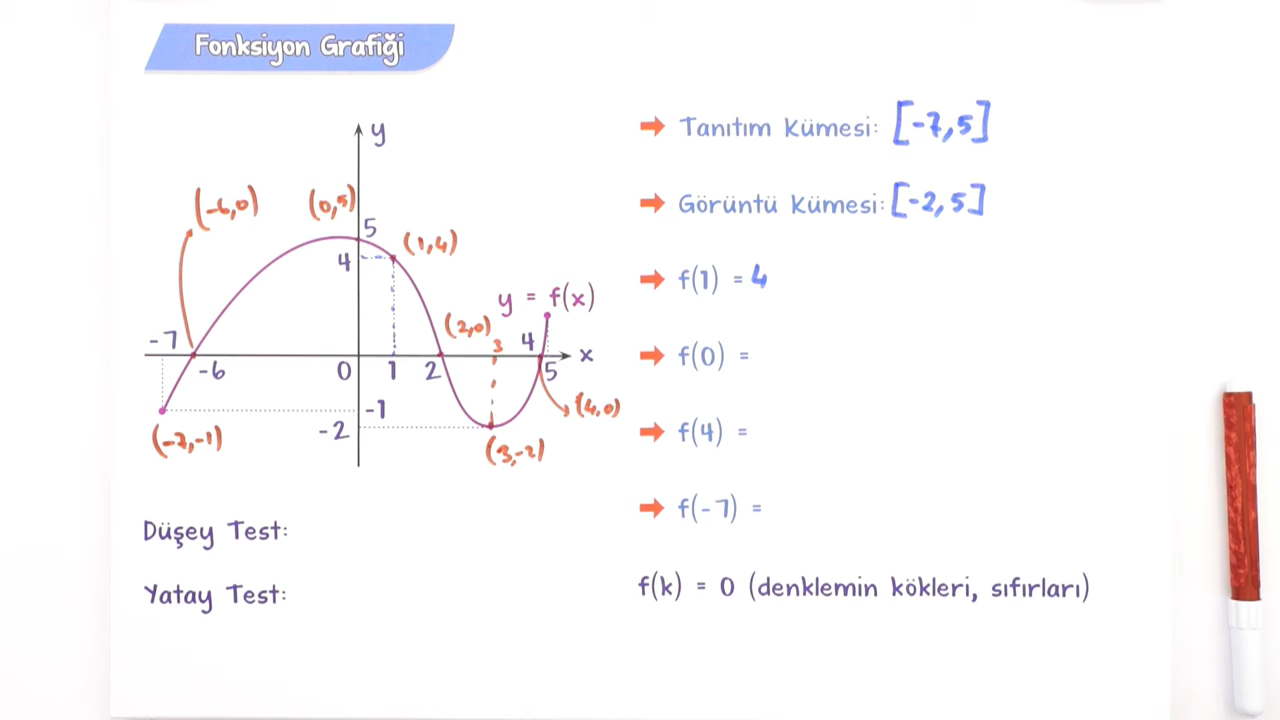 Fonksiyon Grafiği
y
(-6,0)
(0,5)
5
(1,4)
4
y = f(x)
(2,0)
3
4
-7
x
-6
0
1
2
5
-1
(4,0)
-2
(-7,-1)
(3,-2)
Düşey Test:
Yatay Test:
Tanıtım Kümesi: [-7,5]
Görüntü Kümesi: [-2,5]
f(1) = 4
f(0) =
f(4) =
f(-7) =
f(k) = 0 (denklemin kökleri, sıfırları)